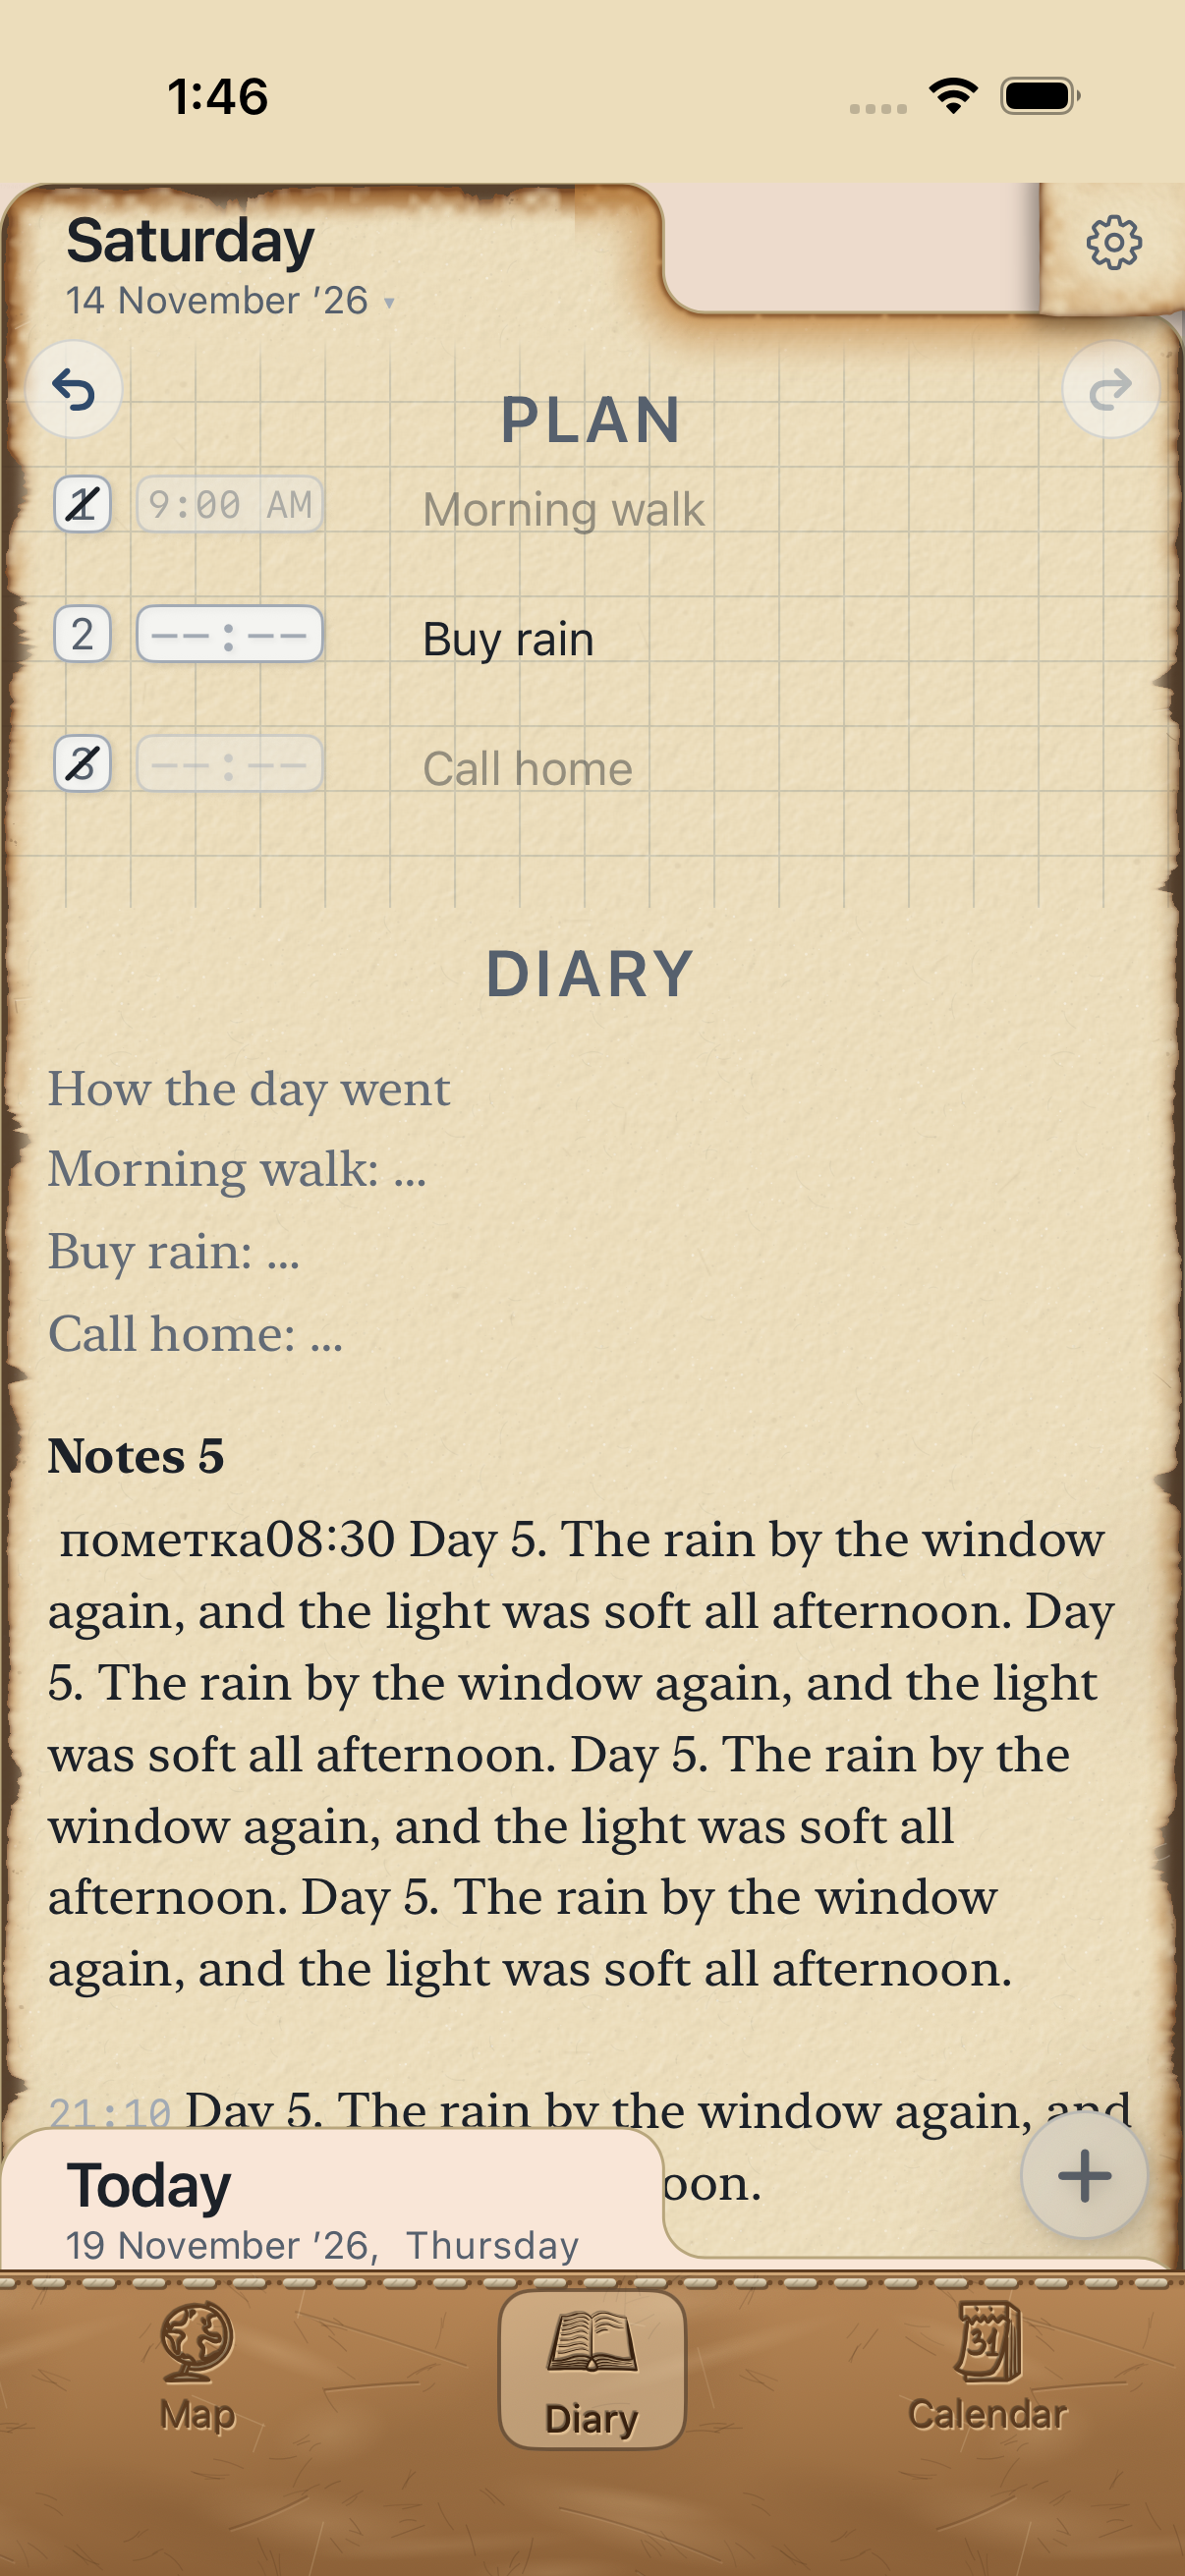 1:46
Saturday
14 November ’26
PLAN
1 9:00 AM Morning walk
2 --:-- Buy rain
3 --:-- Call home
DIARY
How the day went
Morning walk: ...
Buy rain: ...
Call home: ...
Notes 5
пометка08:30 Day 5. The rain by the window
again, and the light was soft all afternoon. Day
5. The rain by the window again, and the light
was soft all afternoon. Day 5. The rain by the
window again, and the light was soft all
afternoon. Day 5. The rain by the window
again, and the light was soft all afternoon.
21:10 Day 5. The rain by the window again, and
oon.
Today
19 November ’26, Thursday
31
Map
Diary
Calendar